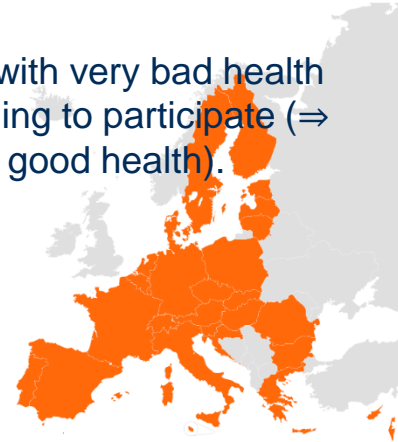 with very bad health
ing to participate (⇒
good health).